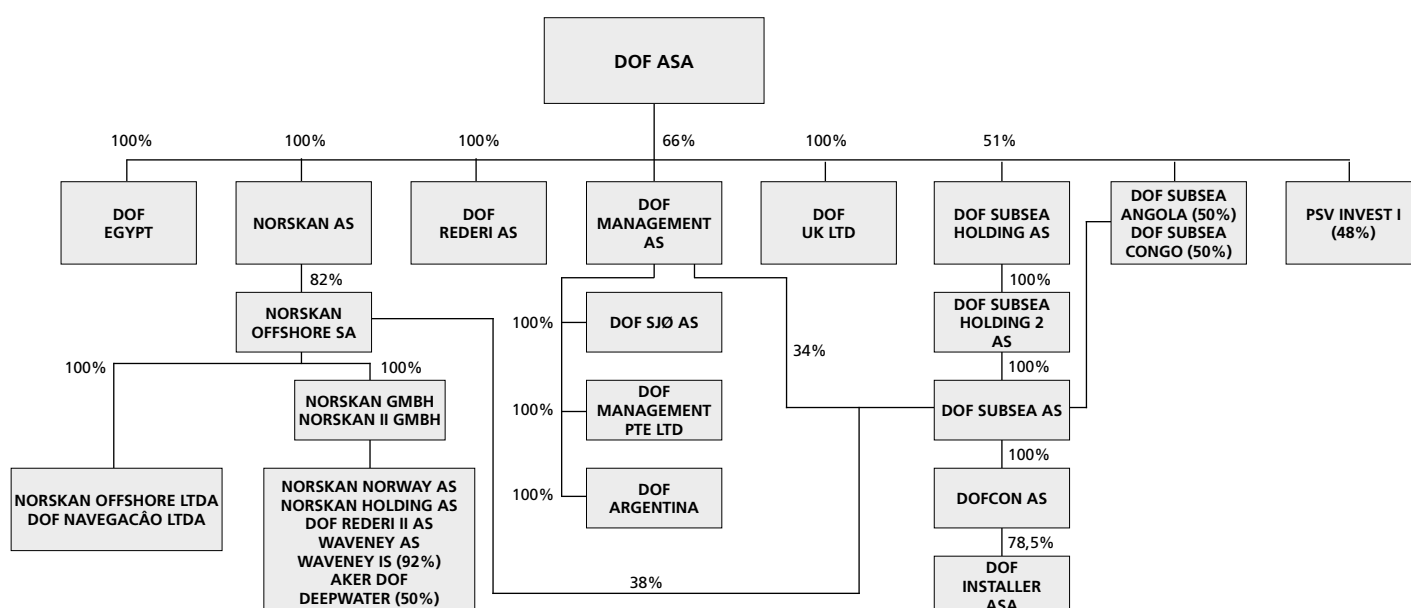 DOF ASA
100%
100%
100%
66%
100%
51%
DOF
EGYPT
NORSKAN AS
DOF
REDERI AS
DOF
MANAGEMENT
AS
DOF
UK LTD
DOF SUBSEA
HOLDING AS
DOF SUBSEA
ANGOLA (50%)
DOF SUBSEA
CONGO (50%)
PSV INVEST I
(48%)
82%
100%
NORSKAN
OFFSHORE SA
100%
DOF SJØ AS
DOF SUBSEA
HOLDING 2
AS
34%
100%
100%
100%
NORSKAN GMBH
NORSKAN II GMBH
100%
DOF
MANAGEMENT
PTE LTD
DOF SUBSEA AS
100%
NORSKAN OFFSHORE LTDA
DOF NAVEGACÂO LTDA
NORSKAN NORWAY AS
NORSKAN HOLDING AS
DOF REDERI II AS
WAVENEY AS
WAVENEY IS (92%)
AKER DOF
DEEPWATER (50%)
100%
DOF
ARGENTINA
DOFCON AS
78,5%
38%
DOF
INSTALLER
ASA